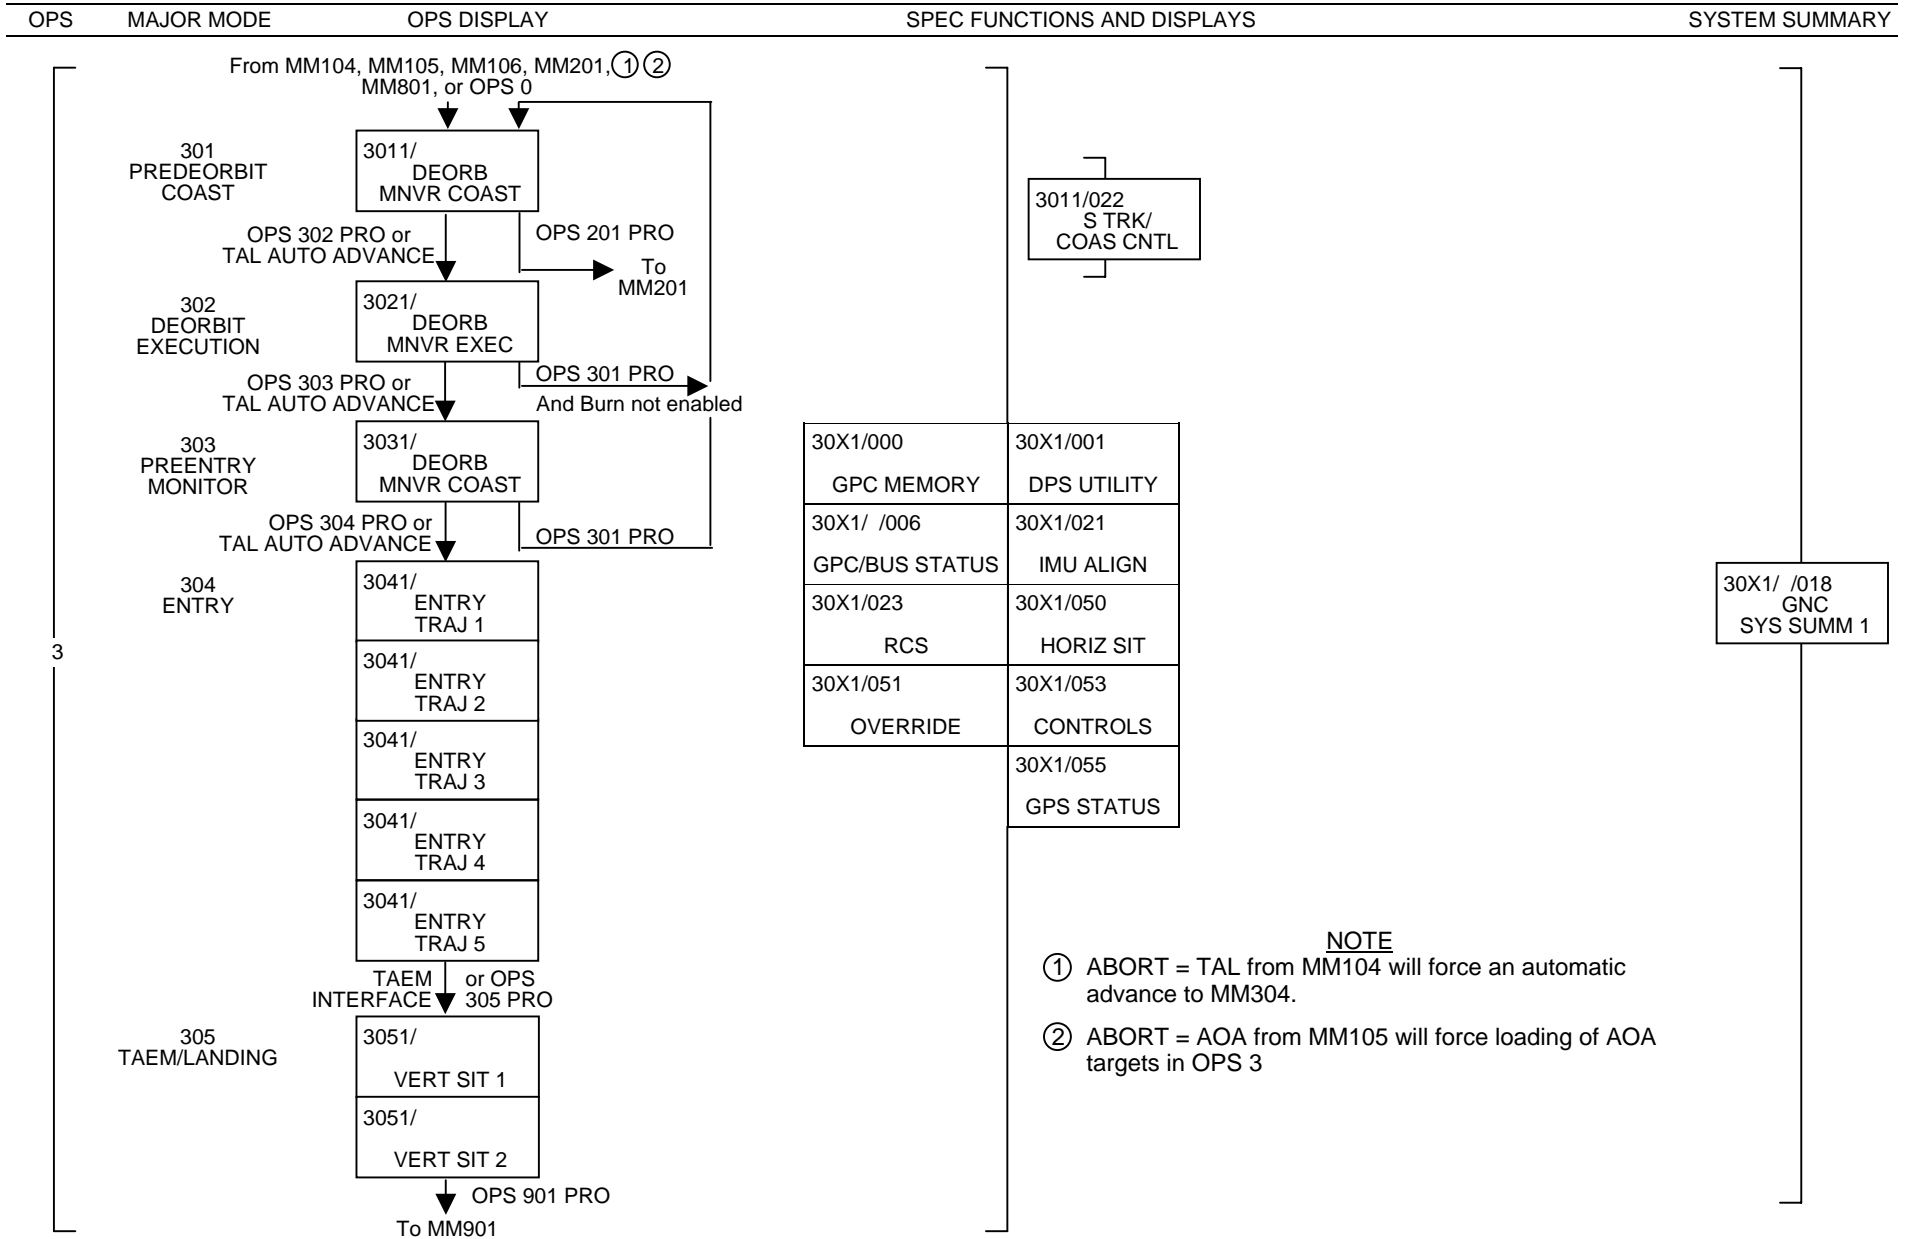 OPS MAJOR MODE OPS DISPLAY SPEC FUNCTIONS AND DISPLAYS SYSTEM SUMMARY
From MM104, MM105, MM106, MM201, ① ②
MM801, or OPS 0
301
PREDEORBIT
COAST
3011/
DEORB
MNVR COAST
OPS 302 PRO or
TAL AUTO ADVANCE
OPS 201 PRO
To
MM201
302
DEORBIT
EXECUTION
3021/
DEORB
MNVR EXEC
OPS 303 PRO or
TAL AUTO ADVANCE
OPS 301 PRO
And Burn not enabled
303
PREENTRY
MONITOR
3031/
DEORB
MNVR COAST
OPS 304 PRO or
TAL AUTO ADVANCE
OPS 301 PRO
3
304
ENTRY
3041/
ENTRY
TRAJ 1
3041/
ENTRY
TRAJ 2
3041/
ENTRY
TRAJ 3
3041/
ENTRY
TRAJ 4
3041/
ENTRY
TRAJ 5
TAEM or OPS
INTERFACE 305 PRO
305
TAEM/LANDING
3051/
VERT SIT 1
3051/
VERT SIT 2
OPS 901 PRO
To MM901
3011/022
S TRK/
COAS CNTL
30X1/000
GPC MEMORY
30X1/001
DPS UTILITY
30X1/ /006
GPC/BUS STATUS
30X1/021
IMU ALIGN
30X1/023
RCS
30X1/050
HORIZ SIT
30X1/051
OVERRIDE
30X1/053
CONTROLS
30X1/055
GPS STATUS
30X1/ /018
GNC
SYS SUMM 1
NOTE
① ABORT = TAL from MM104 will force an automatic
advance to MM304.
② ABORT = AOA from MM105 will force loading of AOA
targets in OPS 3